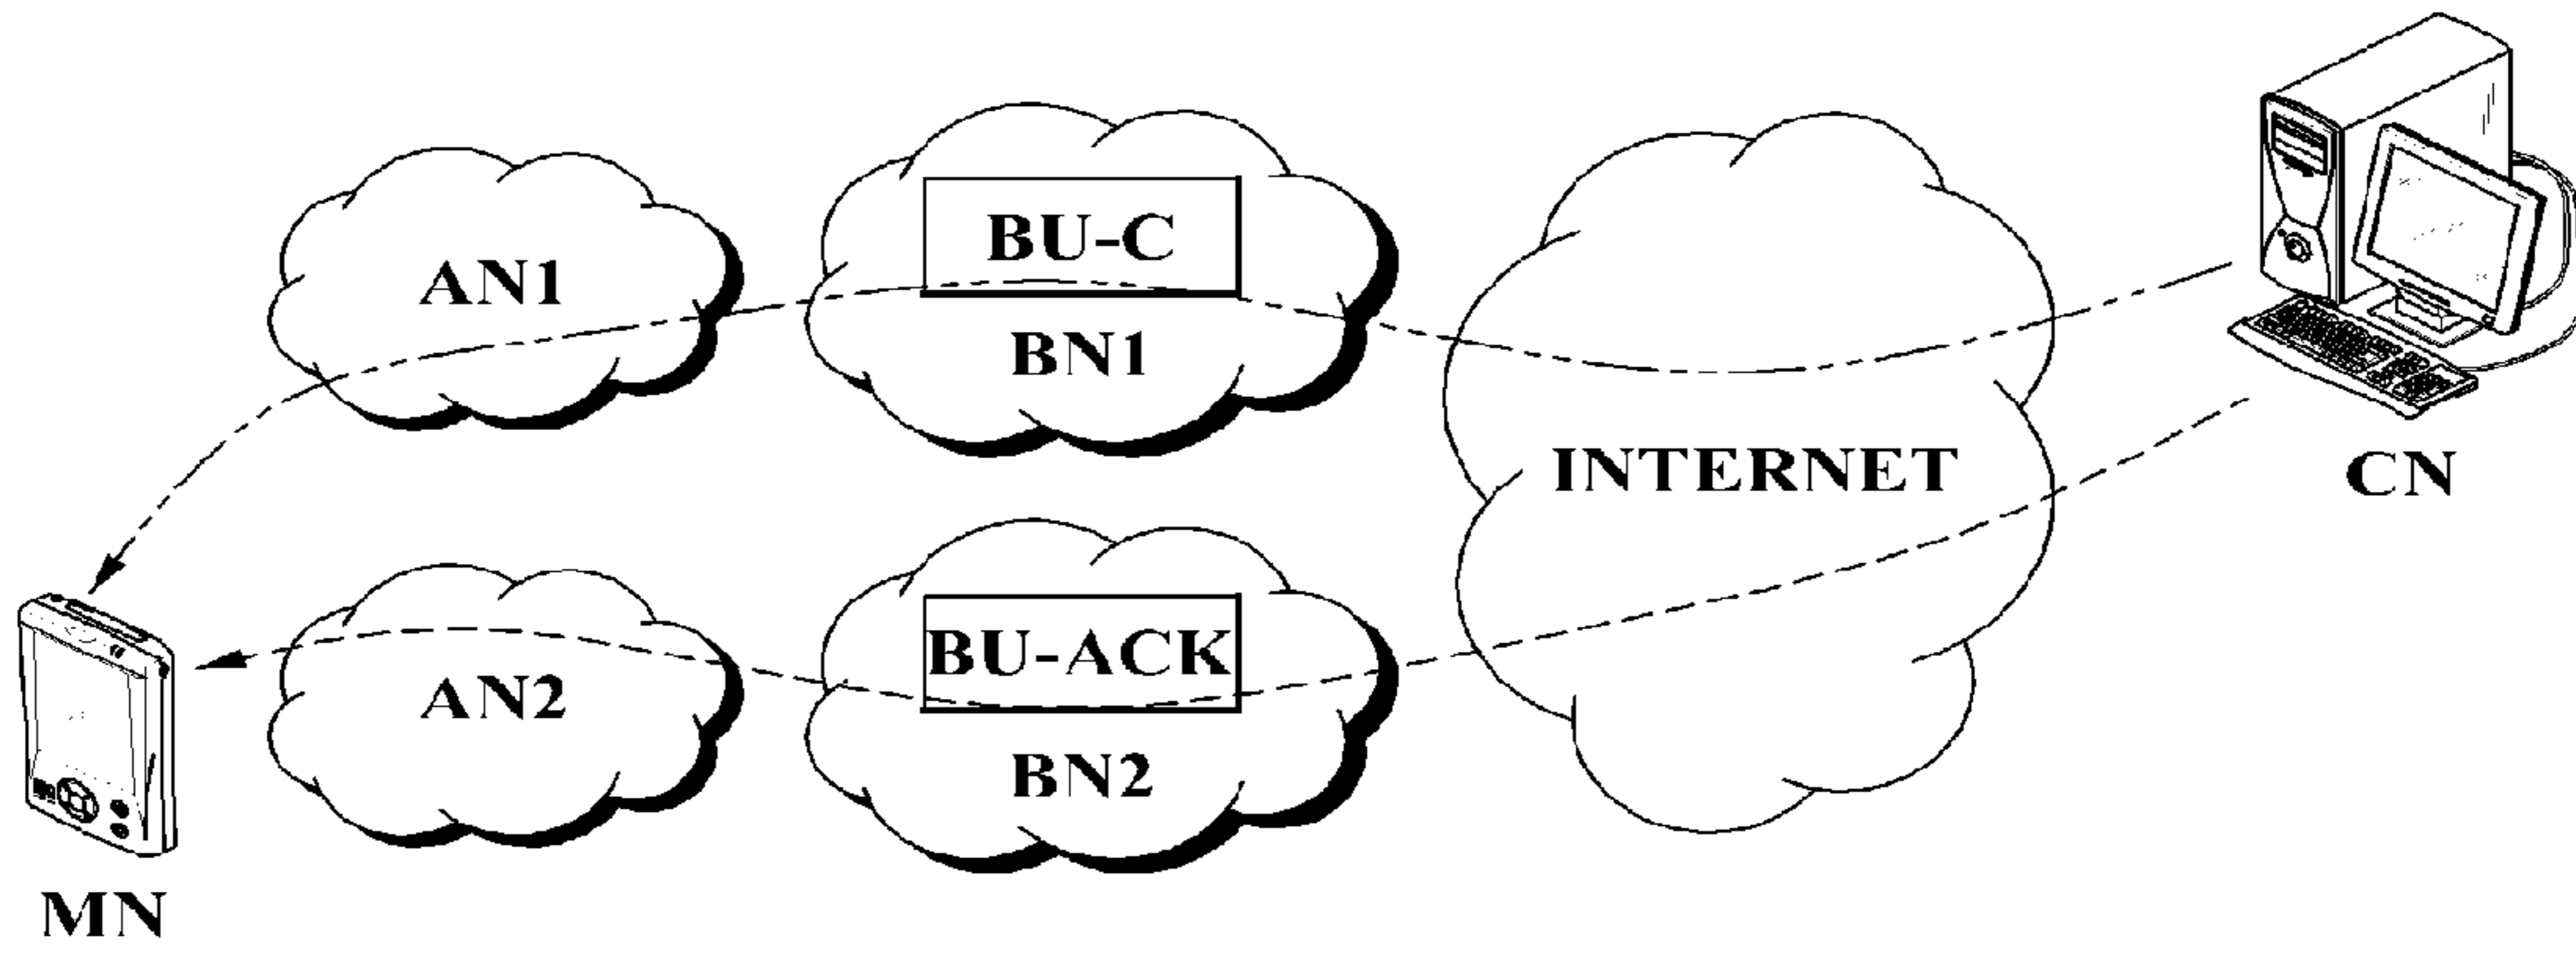 BU-C
AN1
BN1
INTERNET
CN
BU-ACK
AN2
BN2
MN